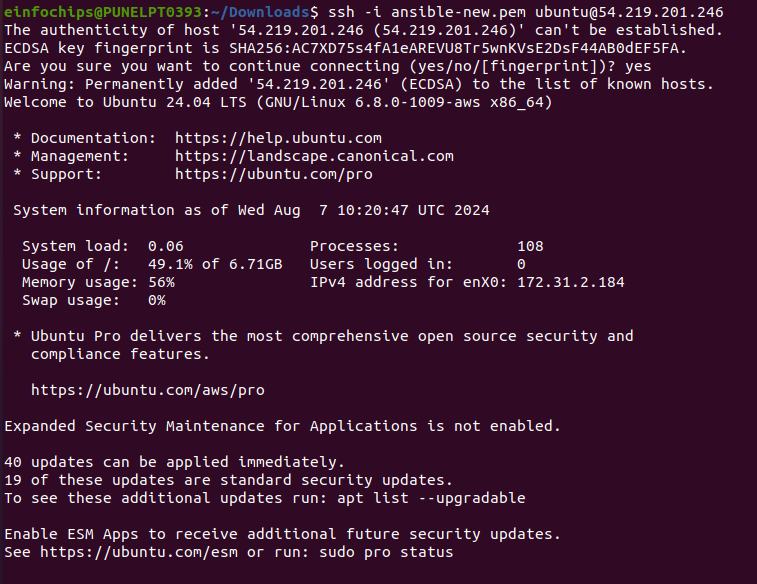 einfochips@PUNELPT0393:~/Downloads$ ssh -i ansible-new.pem ubuntu@54.219.201.246
The authenticity of host '54.219.201.246 (54.219.201.246)' can't be established.
ECDSA key fingerprint is SHA256:AC7XD75s4fA1eAREVU8Tr5wnKVsE2DsF44AB0dEF5FA.
Are you sure you want to continue connecting (yes/no/[fingerprint])? yes
Warning: Permanently added '54.219.201.246' (ECDSA) to the list of known hosts.
Welcome to Ubuntu 24.04 LTS (GNU/Linux 6.8.0-1009-aws x86_64)

 * Documentation:  https://help.ubuntu.com
 * Management:     https://landscape.canonical.com
 * Support:        https://ubuntu.com/pro

 System information as of Wed Aug  7 10:20:47 UTC 2024

  System load:  0.06              Processes:             108
  Usage of /:   49.1% of 6.71GB   Users logged in:       0
  Memory usage: 56%               IPv4 address for enX0: 172.31.2.184
  Swap usage:   0%

 * Ubuntu Pro delivers the most comprehensive open source security and
   compliance features.

   https://ubuntu.com/aws/pro

Expanded Security Maintenance for Applications is not enabled.

40 updates can be applied immediately.
19 of these updates are standard security updates.
To see these additional updates run: apt list --upgradable

Enable ESM Apps to receive additional future security updates.
See https://ubuntu.com/esm or run: sudo pro status